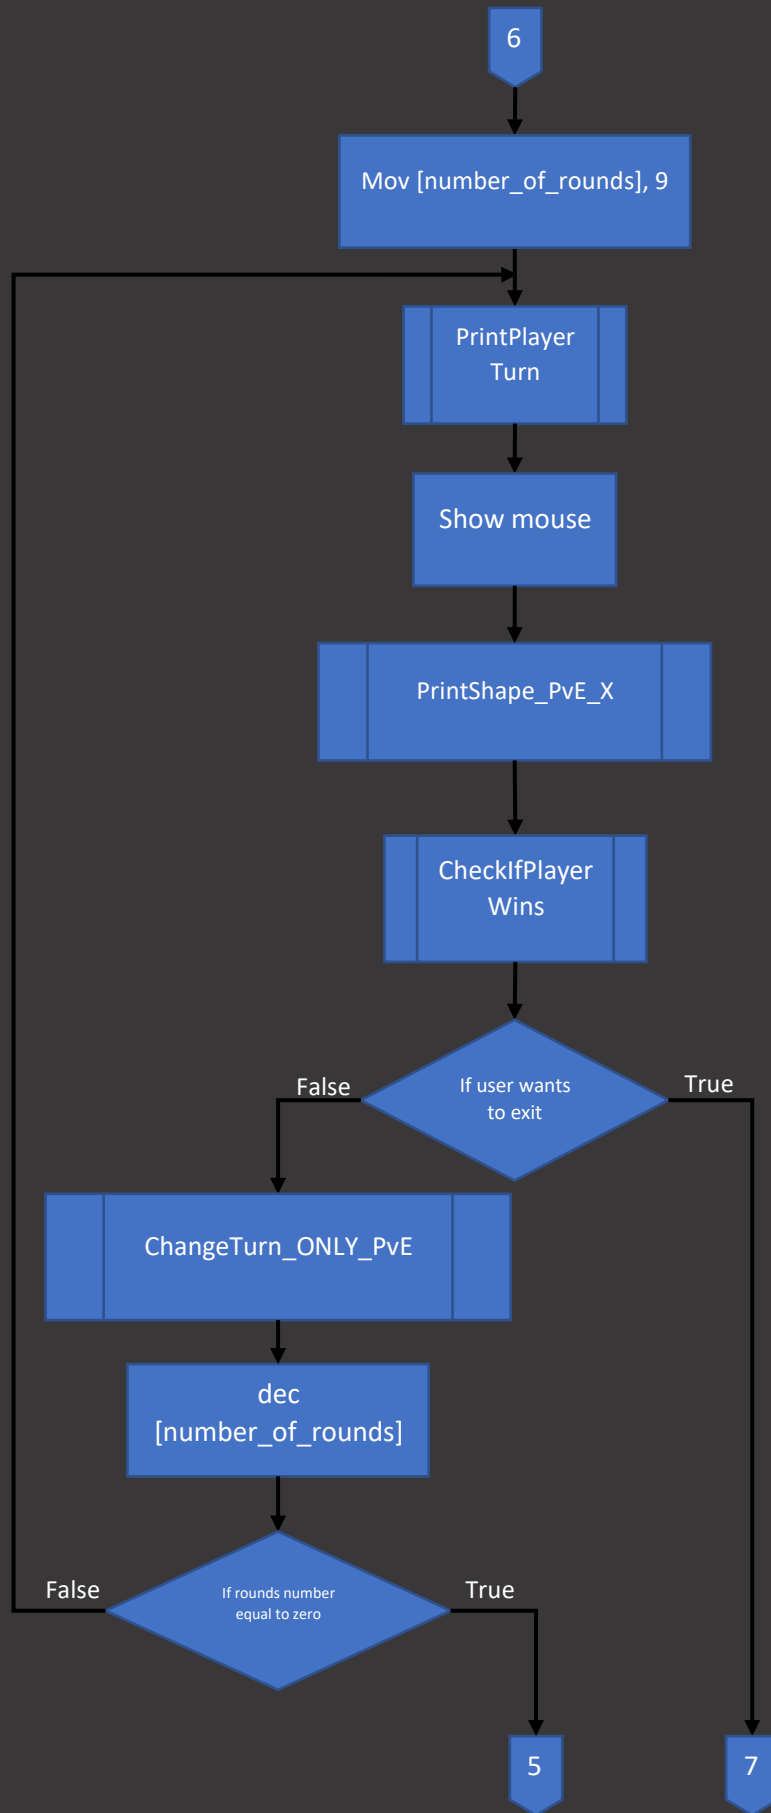 6
Mov [number_of_rounds], 9
PrintPlayer
Turn
Show mouse
PrintShape_PvE_X
CheckIfPlayer
Wins
If user wants
to exit
False
True
ChangeTurn_ONLY_PvE
dec
[number_of_rounds]
If rounds number
equal to zero
False
True
5
7